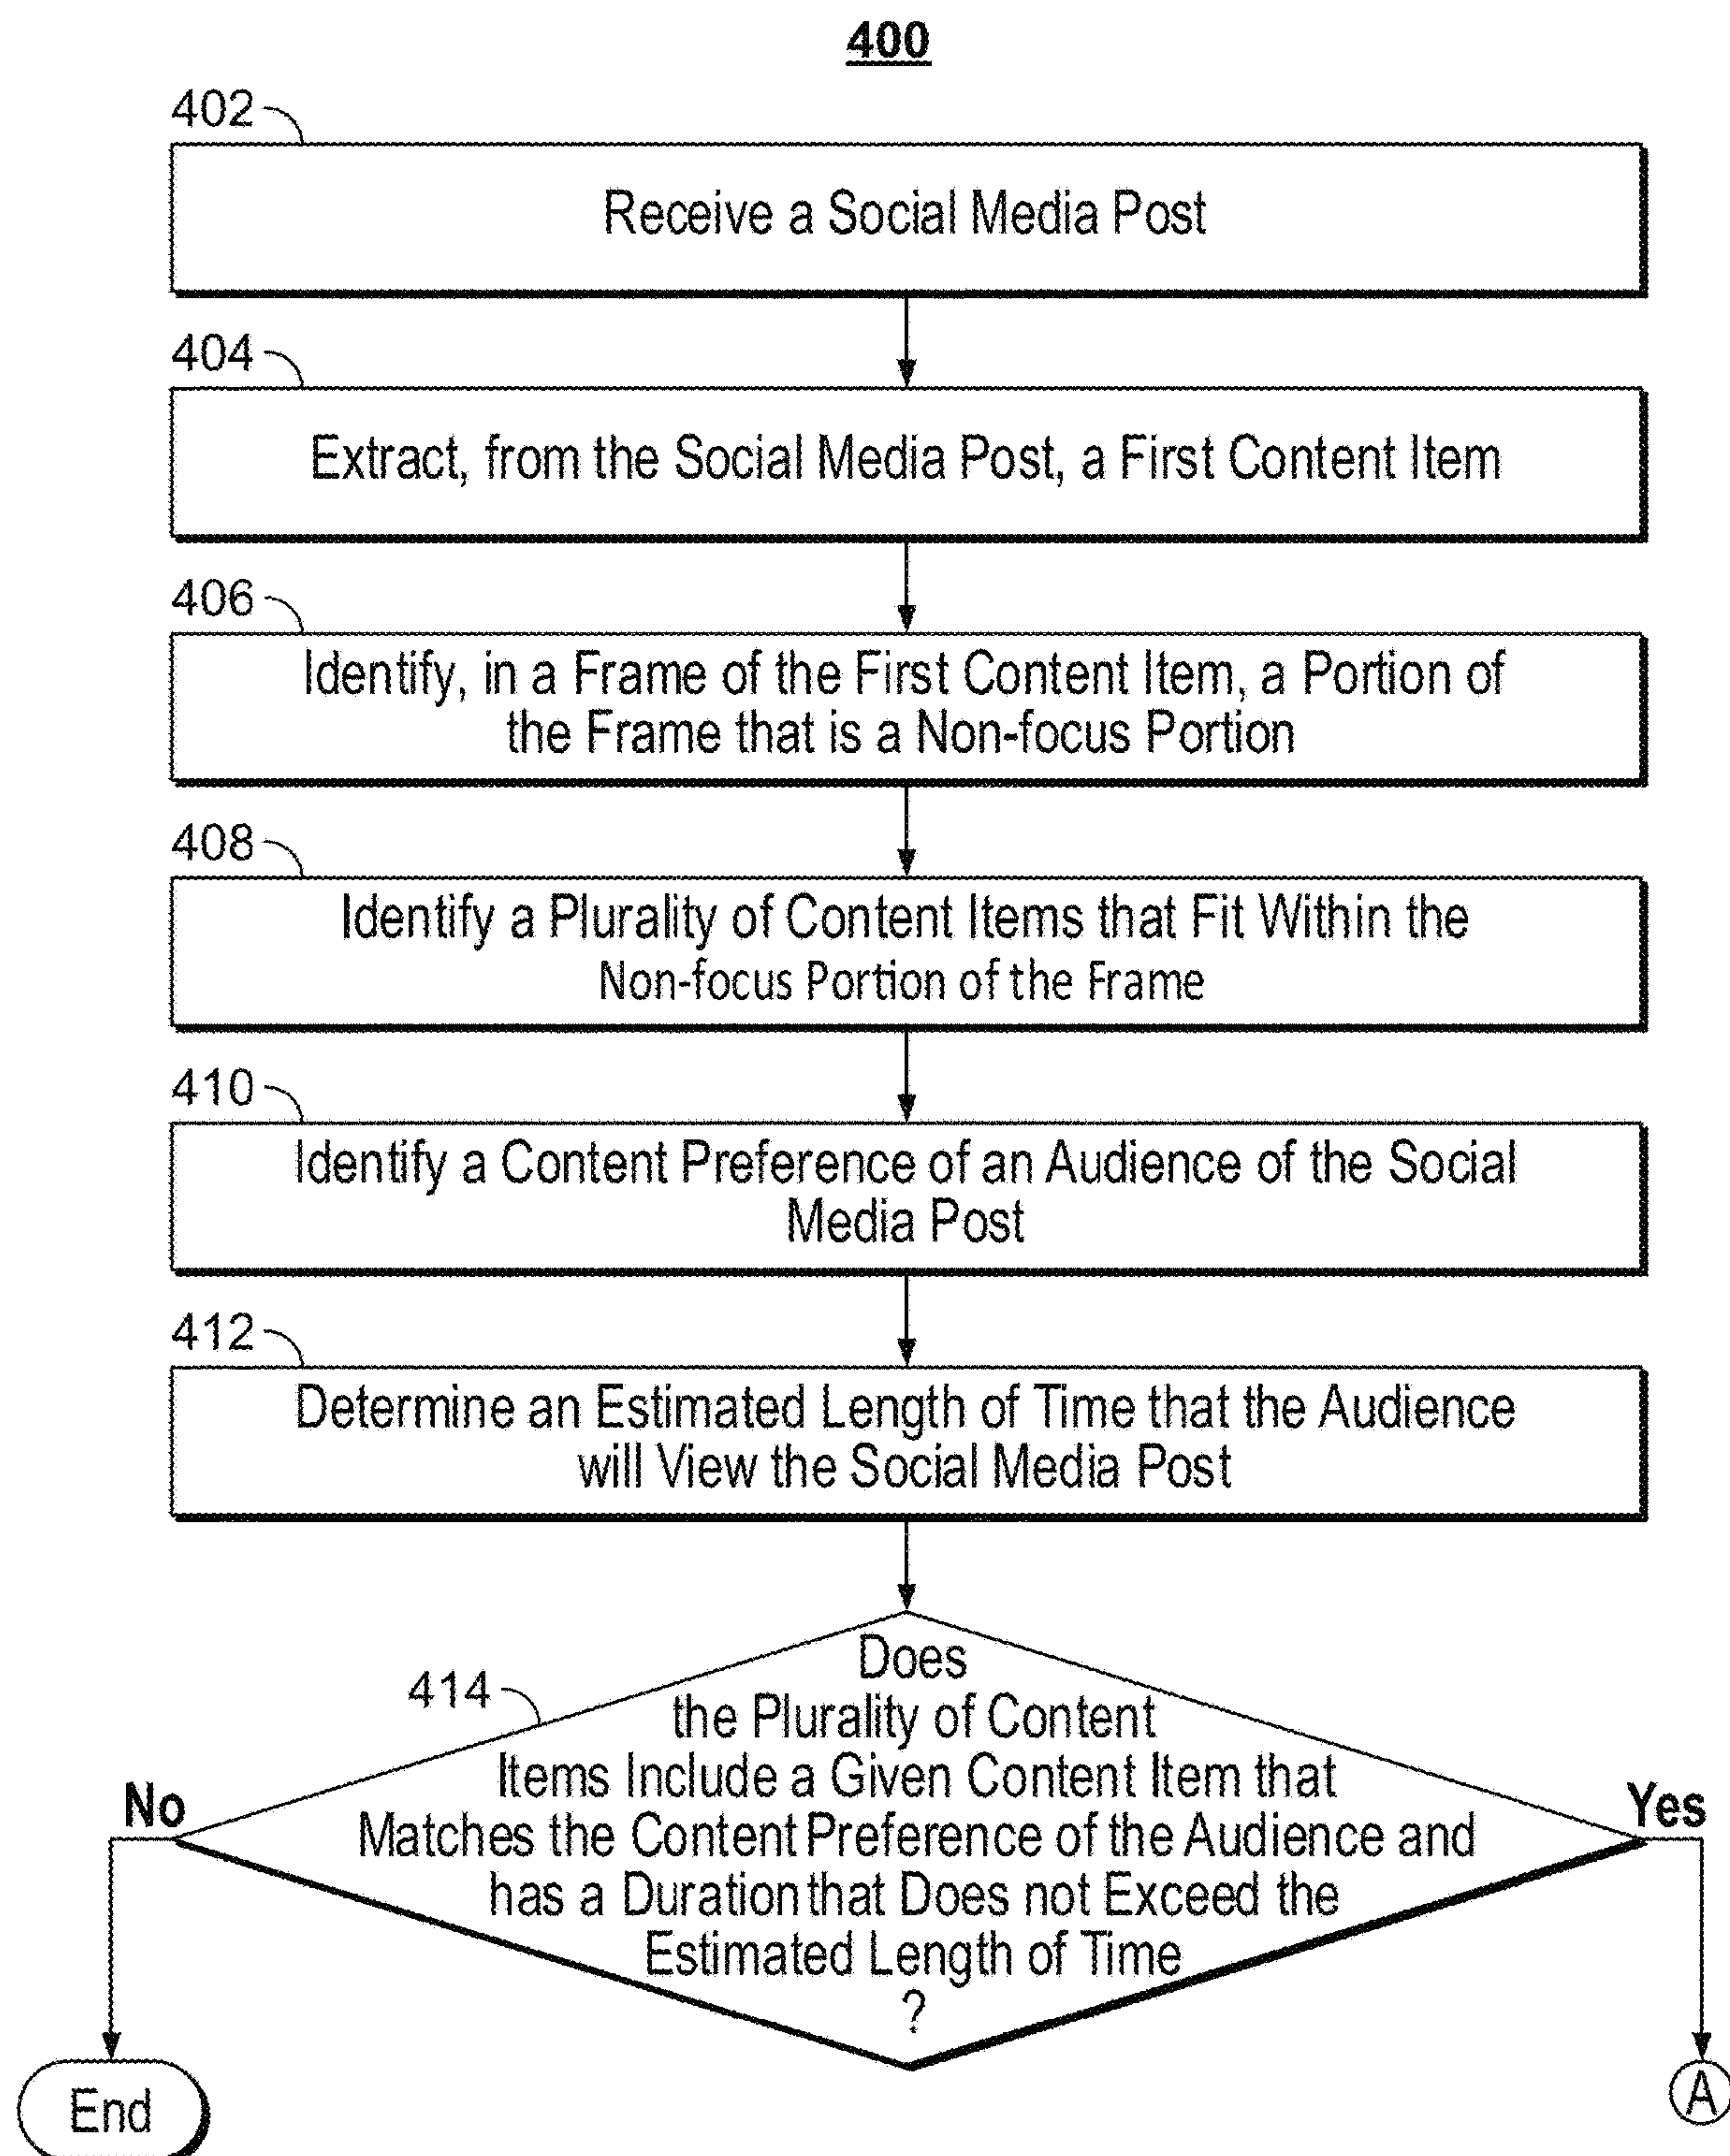 400
402
Receive a Social Media Post
404
Extract, from the Social Media Post, a First Content Item
406
Identify, in a Frame of the First Content Item, a Portion of
the Frame that is a Non-focus Portion
408
Identify a Plurality of Content Items that Fit Within the
Non-focus Portion of the Frame
410
Identify a Content Preference of an Audience of the Social
Media Post
412
Determine an Estimated Length of Time that the Audience
will View the Social Media Post
414
Does
the Plurality of Content
Items Include a Given Content Item that
Matches the Content Preference of the Audience and
has a Duration that Does not Exceed the
Estimated Length of Time
?
No
Yes
End
A